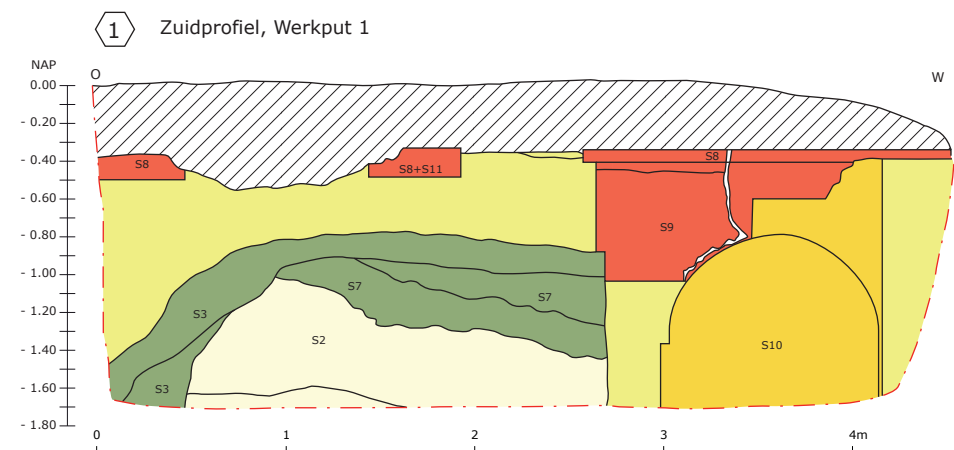 1 Zuidprofiel, Werkput 1
NAP
O W
0.00
- 0.20
- 0.40
- 0.60
- 0.80
- 1.00
- 1.20
- 1.40
- 1.60
- 1.80
S8
S8+S11
S8
S9
S3
S7
S7
S2
S10
S3
0 1 2 3 4m